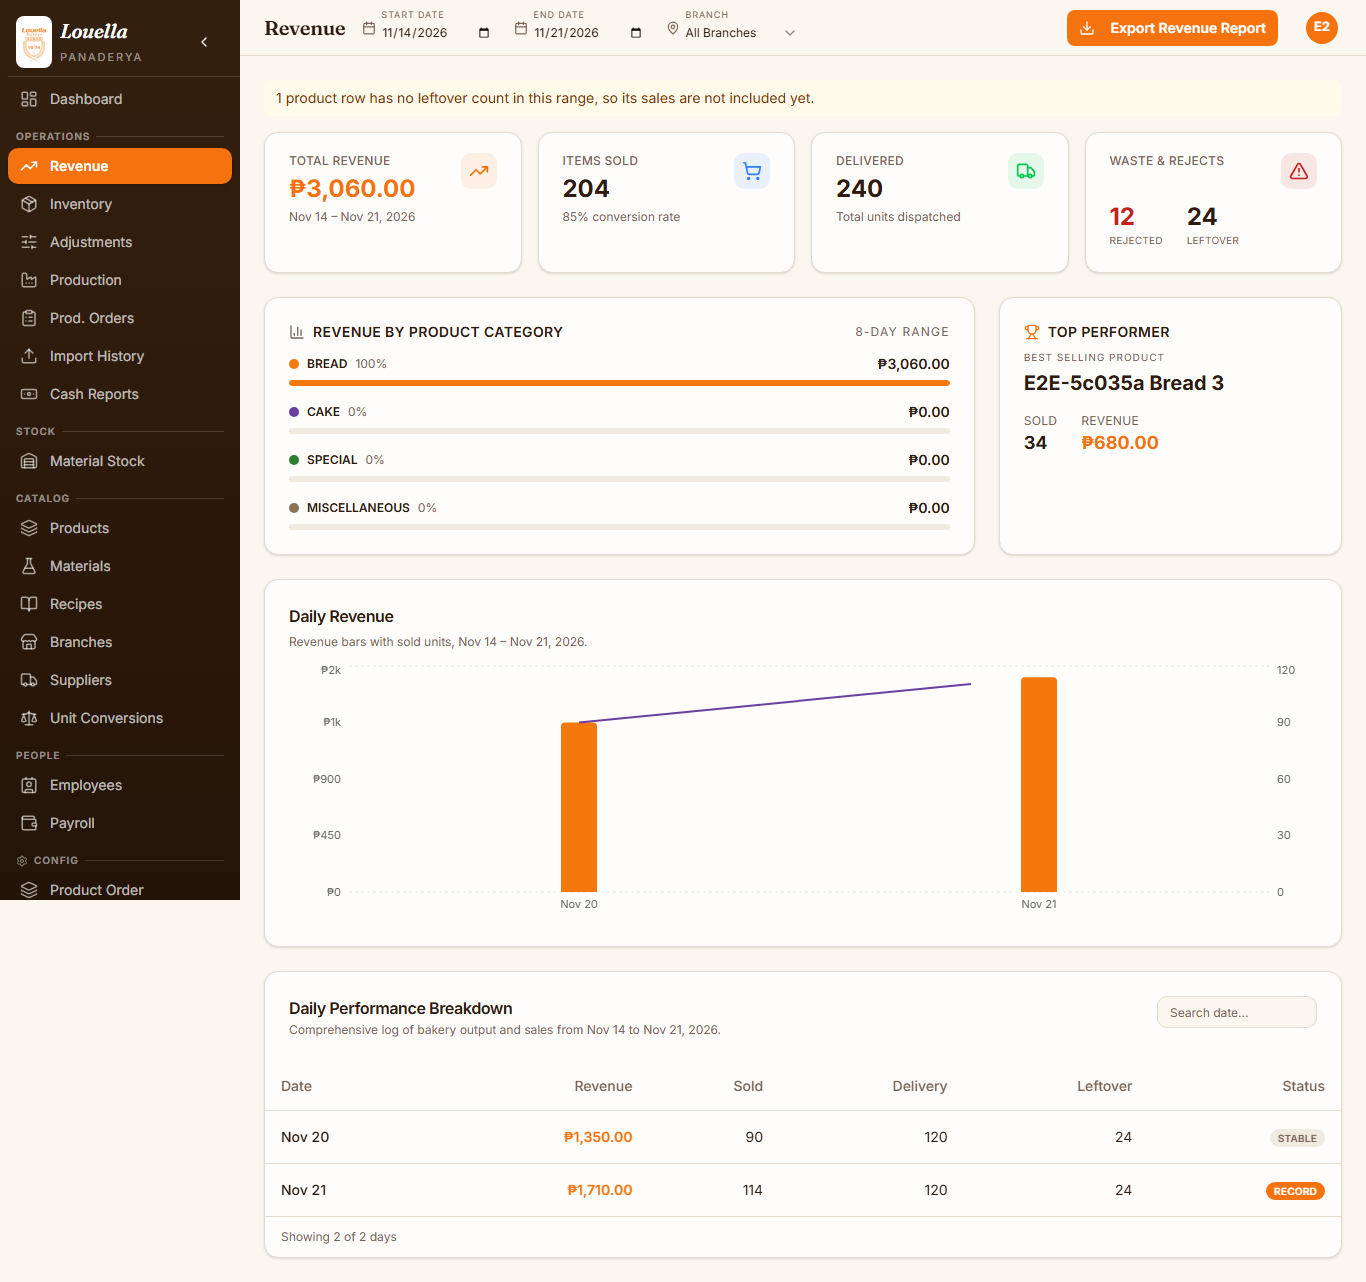 Louella
PANADERYA
Dashboard
OPERATIONS
Revenue
Inventory
Adjustments
Production
Prod. Orders
Import History
Cash Reports
STOCK
Material Stock
CATALOG
Products
Materials
Recipes
Branches
Suppliers
Unit Conversions
PEOPLE
Employees
Payroll
CONFIG
Product Order
Revenue
START DATE
11/14/2026
END DATE
11/21/2026
BRANCH
All Branches
Export Revenue Report
E2
1 product row has no leftover count in this range, so its sales are not included yet.
TOTAL REVENUE
₱3,060.00
Nov 14 – Nov 21, 2026
ITEMS SOLD
204
85% conversion rate
DELIVERED
240
Total units dispatched
WASTE & REJECTS
12 24
REJECTED LEFTOVER
REVENUE BY PRODUCT CATEGORY 8-DAY RANGE
BREAD 100% ₱3,060.00
CAKE 0% ₱0.00
SPECIAL 0% ₱0.00
MISCELLANEOUS 0% ₱0.00
TOP PERFORMER
BEST SELLING PRODUCT
E2E-5c035a Bread 3
SOLD REVENUE
34 ₱680.00
Daily Revenue
Revenue bars with sold units, Nov 14 – Nov 21, 2026.
₱2k 120
₱1k 90
₱900 60
₱450 30
₱0 0
Nov 20 Nov 21
Daily Performance Breakdown
Comprehensive log of bakery output and sales from Nov 14 to Nov 21, 2026.
Search date...
Date Revenue Sold Delivery Leftover Status
Nov 20 ₱1,350.00 90 120 24 STABLE
Nov 21 ₱1,710.00 114 120 24 RECORD
Showing 2 of 2 days